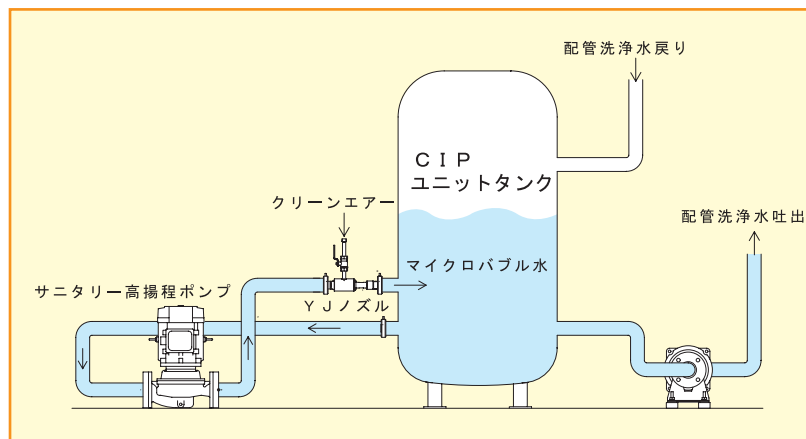 配管洗浄水戻り
ＣＩＰ
ユニットタンク
クリーンエアー
配管洗浄水吐出
マイクロバブル水
サニタリー高揚程ポンプ
ＹＪノズル